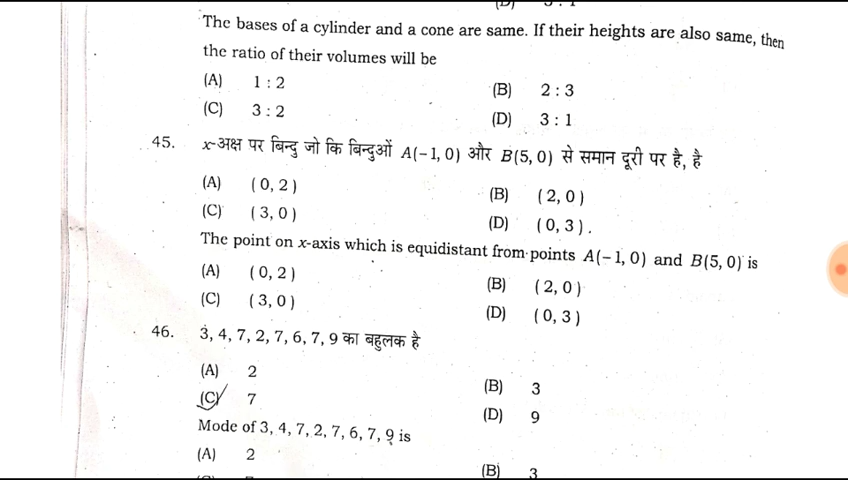 (D) 3 : 1
The bases of a cylinder and a cone are same. If their heights are also same, then
the ratio of their volumes will be
(A) 1 : 2 (B) 2 : 3
(C) 3 : 2 (D) 3 : 1
45. x-अक्ष पर बिन्दु जो कि बिन्दुओं A(–1, 0) और B(5, 0) से समान दूरी पर है, है
(A) ( 0, 2 ) (B) ( 2, 0 )
(C) ( 3, 0 ) (D) ( 0, 3 ) .
The point on x-axis which is equidistant from points A(–1, 0) and B(5, 0) is
(A) ( 0, 2 ) (B) ( 2, 0 )
(C) ( 3, 0 ) (D) ( 0, 3 )
46. 3, 4, 7, 2, 7, 6, 7, 9 का बहुलक है
(A) 2 (B) 3
(C) 7 (D) 9
Mode of 3, 4, 7, 2, 7, 6, 7, 9 is
(A) 2 (B) 3